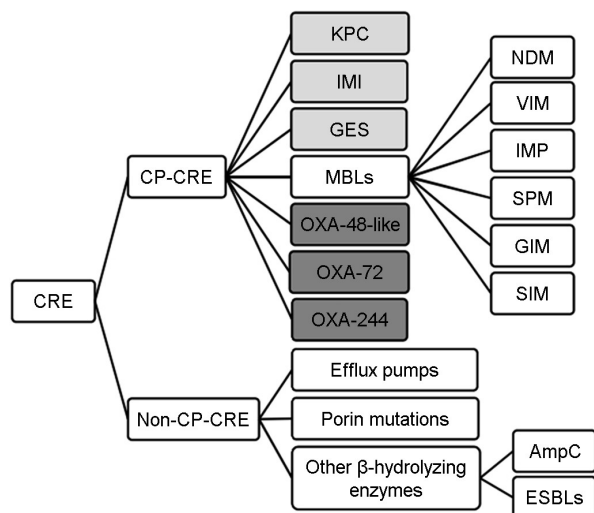 KPC
IMI
GES
MBLs
OXA-48-like
OXA-72
OXA-244
NDM
VIM
IMP
SPM
GIM
SIM
CP-CRE
CRE
Non-CP-CRE
Efflux pumps
Porin mutations
Other β-hydrolyzing
enzymes
AmpC
ESBLs